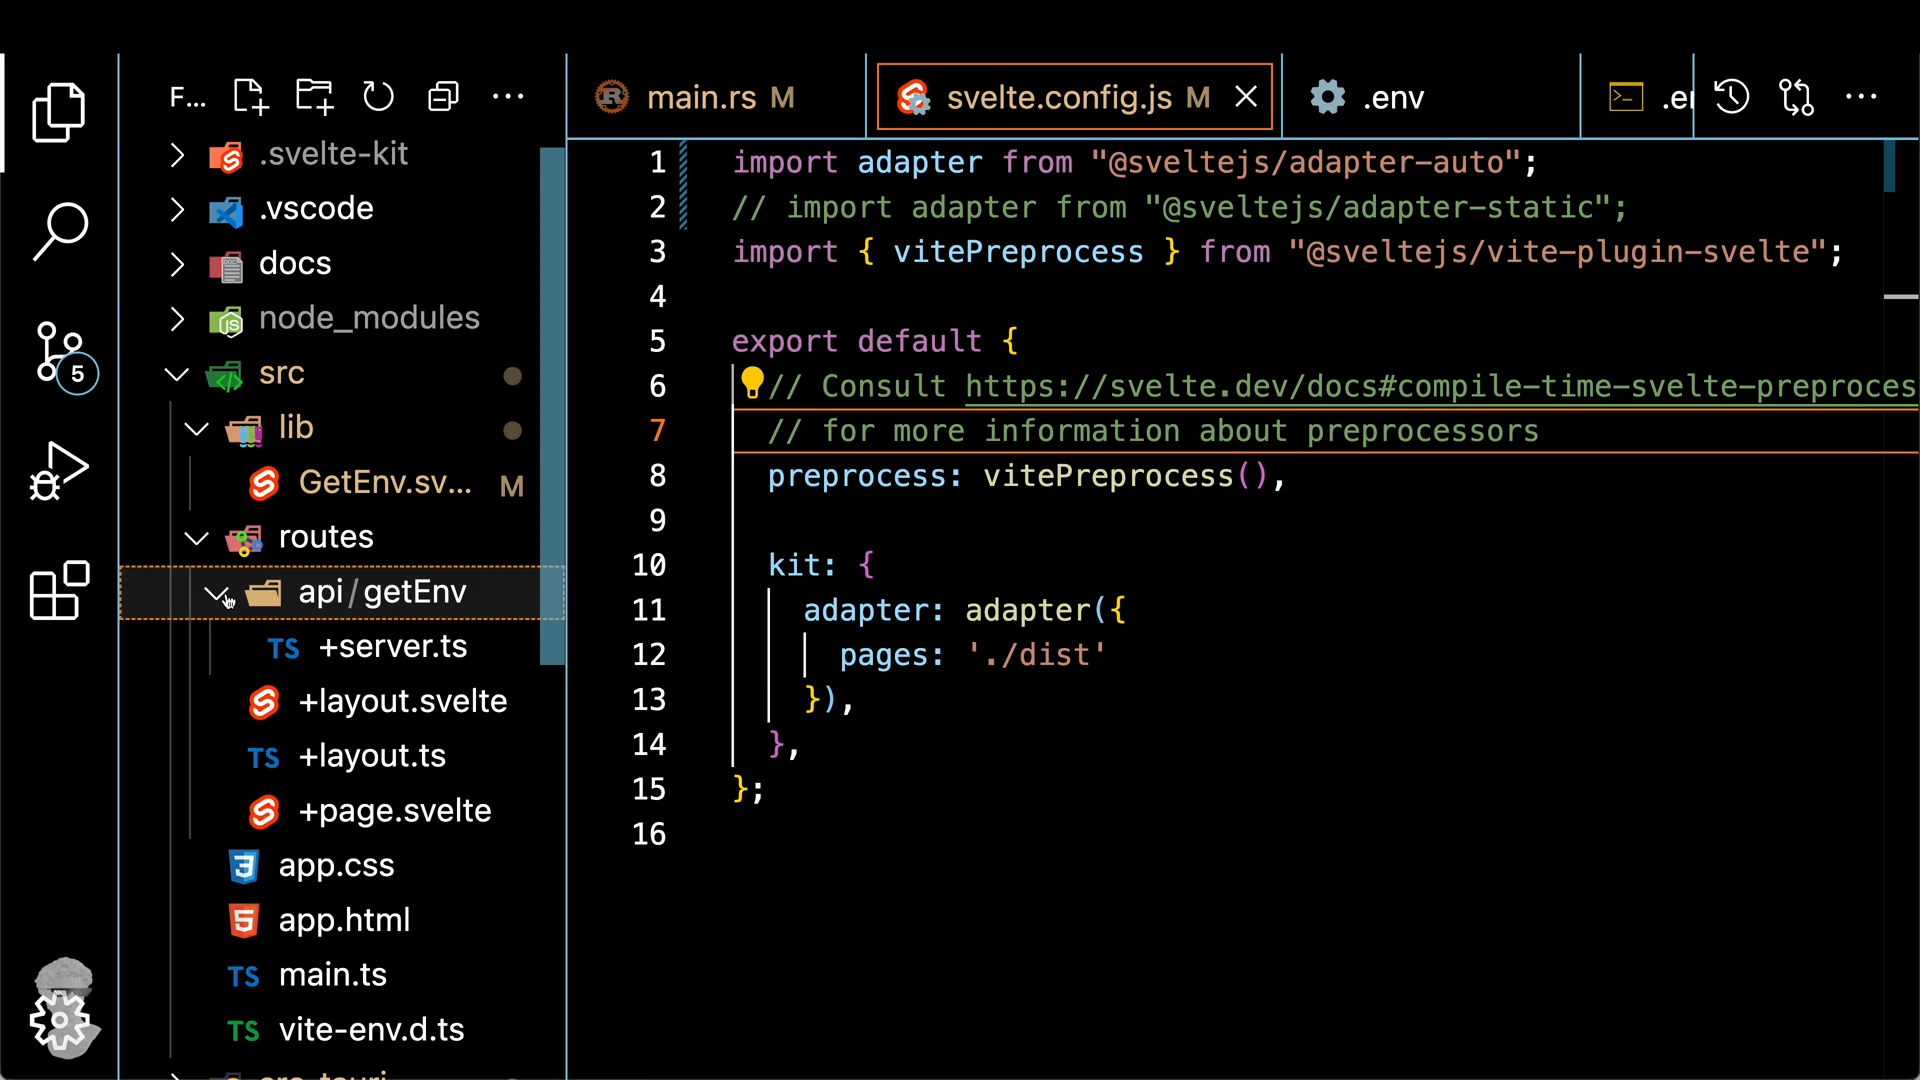 F...
main.rs M
svelte.config.js M
.env
.er
.svelte-kit
.vscode
docs
node_modules
src
lib
GetEnv.sv... M
routes
api/getEnv
TS +server.ts
+layout.svelte
TS +layout.ts
+page.svelte
app.css
app.html
TS main.ts
TS vite-env.d.ts
5
1 import adapter from "@sveltejs/adapter-auto";
2 // import adapter from "@sveltejs/adapter-static";
3 import { vitePreprocess } from "@sveltejs/vite-plugin-svelte";
4
5 export default {
6 // Consult https://svelte.dev/docs#compile-time-svelte-preproces
7 // for more information about preprocessors
8 preprocess: vitePreprocess(),
9
10 kit: {
11 adapter: adapter({
12 pages: './dist'
13 }),
14 },
15 };
16